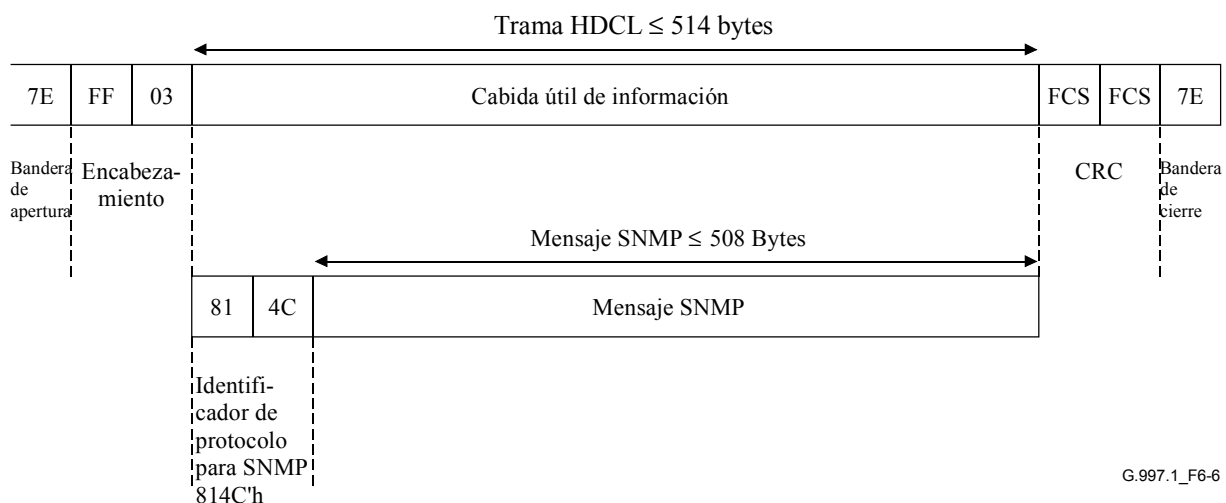 Trama HDCL ≤ 514 bytes
7E FF 03 Cabida útil de información FCS FCS 7E
Bandera
de
apertura
Encabeza-
miento
CRC
Bandera
de
cierre
Mensaje SNMP ≤ 508 Bytes
81 4C Mensaje SNMP
Identifi-
cador de
protocolo
para SNMP
814C'h
G.997.1_F6-6